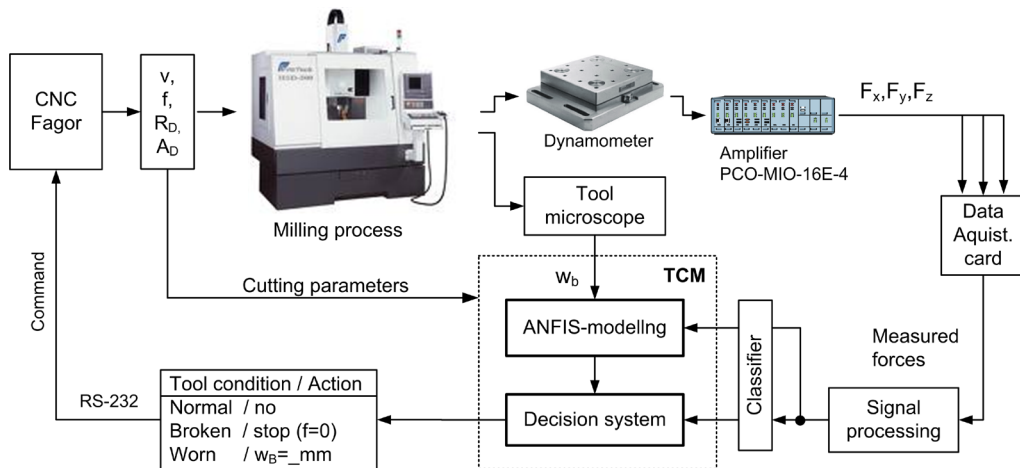 CNC
Fagor
v,
f,
R_D,
A_D
Milling process
Dynamometer
Amplifier
PCO-MIO-16E-4
F_x,F_y,F_z
Tool
microscope
Data
Aquist.
card
w_b
TCM
Cutting parameters
Command
ANFIS-modellng
Classifier
Measured
forces
Decision system
Signal
processing
RS-232
Tool condition / Action
Normal / no
Broken / stop (f=0)
Worn / w_B=_mm